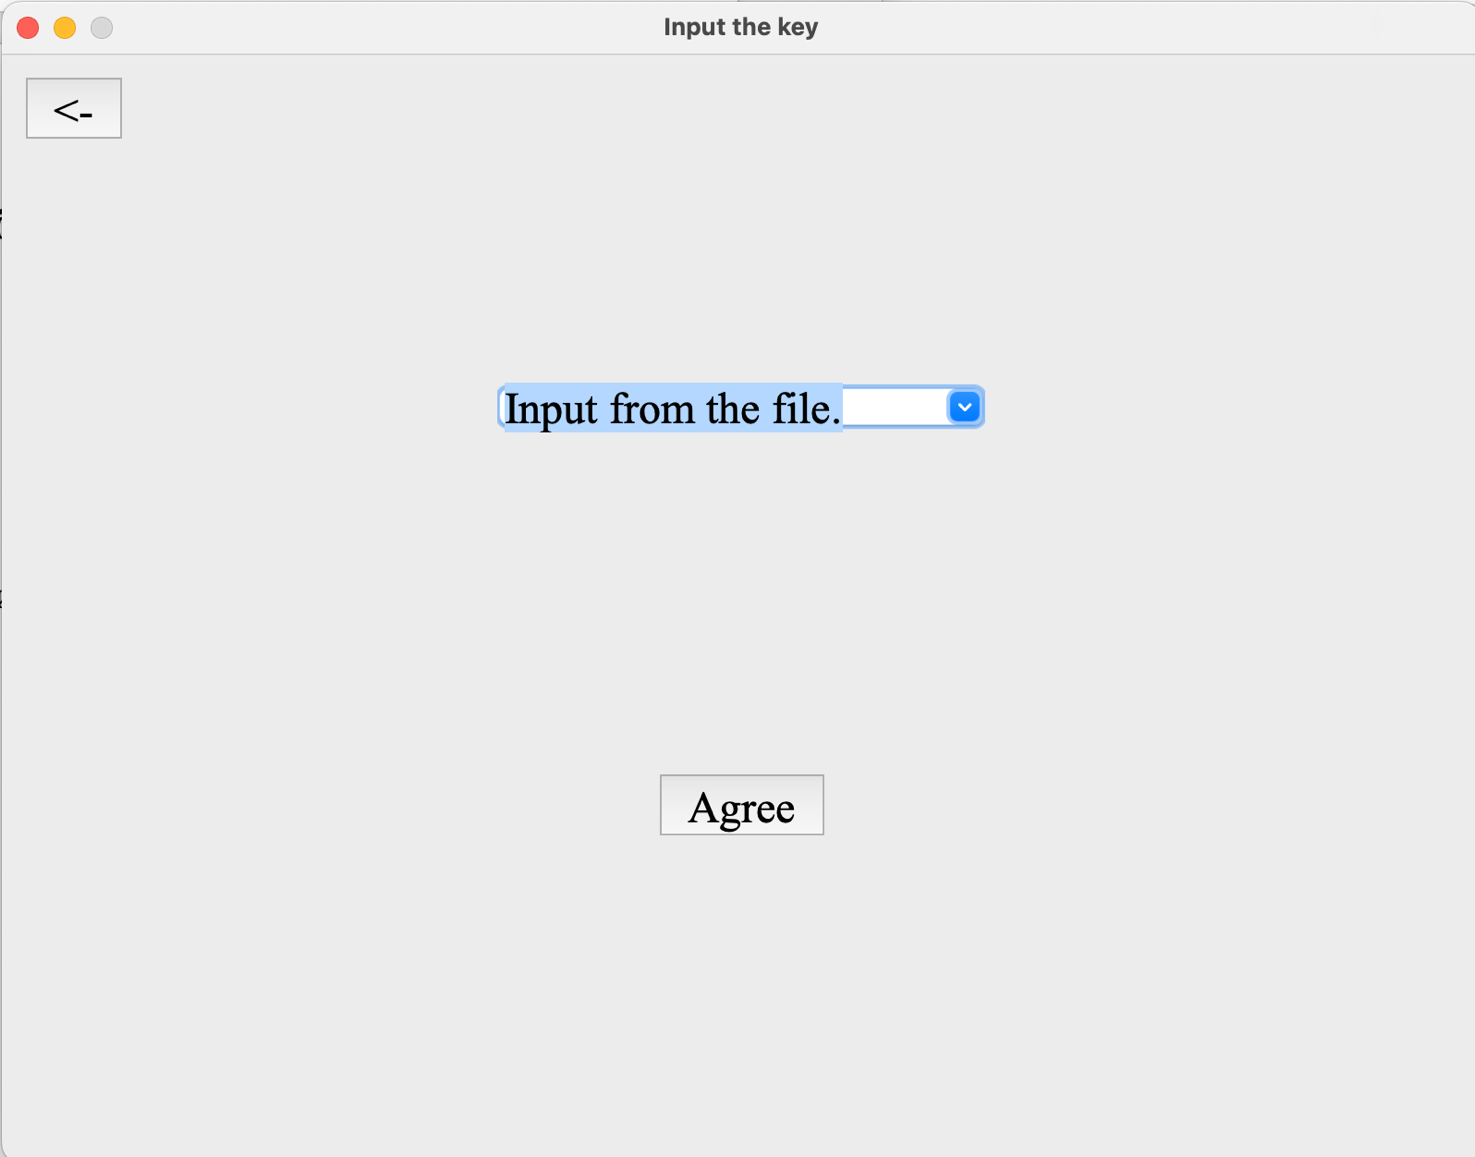 Input the key
<-
Input from the file.
Agree